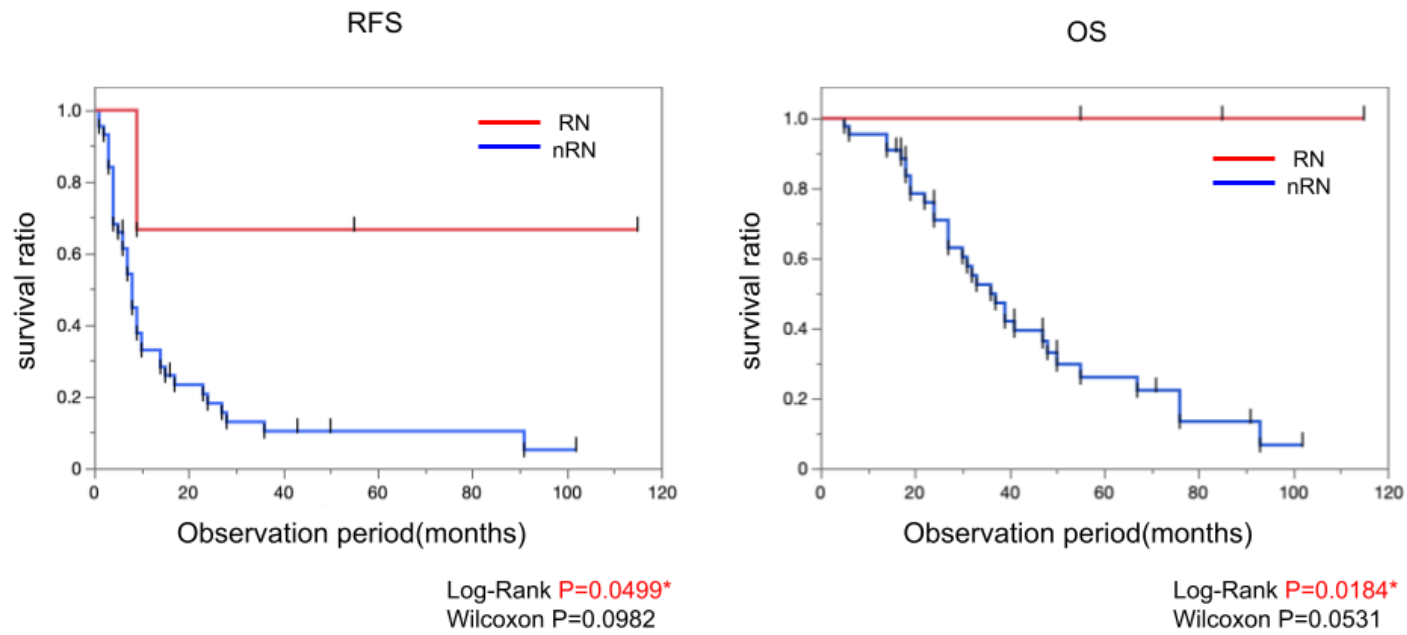 RFS
survival ratio
1.0
0.8
0.6
0.4
0.2
0
0 20 40 60 80 100 120
RN
nRN
Observation period(months)
Log-Rank P=0.0499*
Wilcoxon P=0.0982
OS
survival ratio
1.0
0.8
0.6
0.4
0.2
0
0 20 40 60 80 100 120
RN
nRN
Observation period(months)
Log-Rank P=0.0184*
Wilcoxon P=0.0531